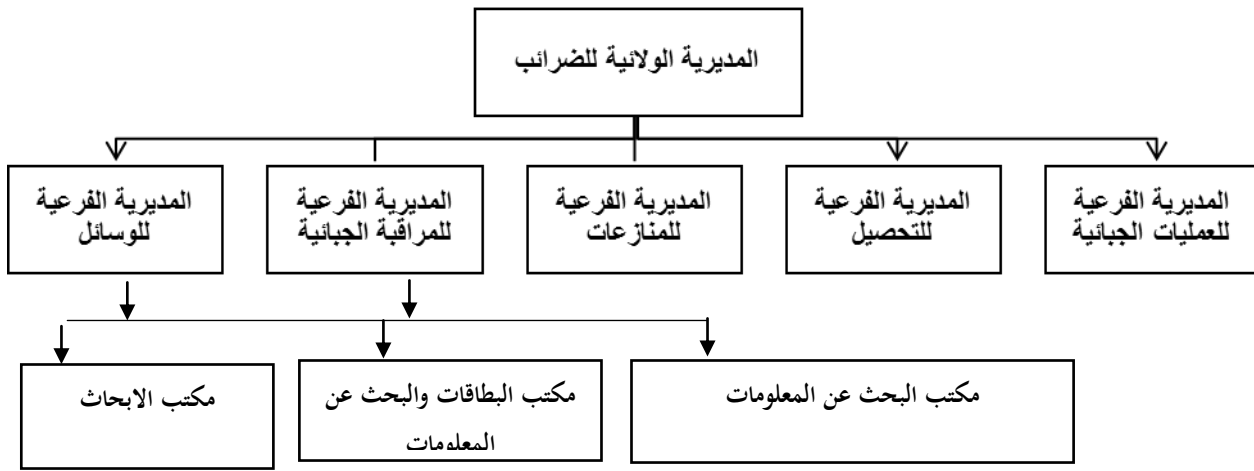 المديرية الولائية للضرائب
المديرية الفرعية
للعمليات الجبائية
المديرية الفرعية
للتحصيل
المديرية الفرعية
للمنازعات
المديرية الفرعية
للمراقبة الجبائية
المديرية الفرعية
للوسائل
مكتب البحث عن المعلومات
مكتب البطاقات والبحث عن
المعلومات
مكتب الابحاث